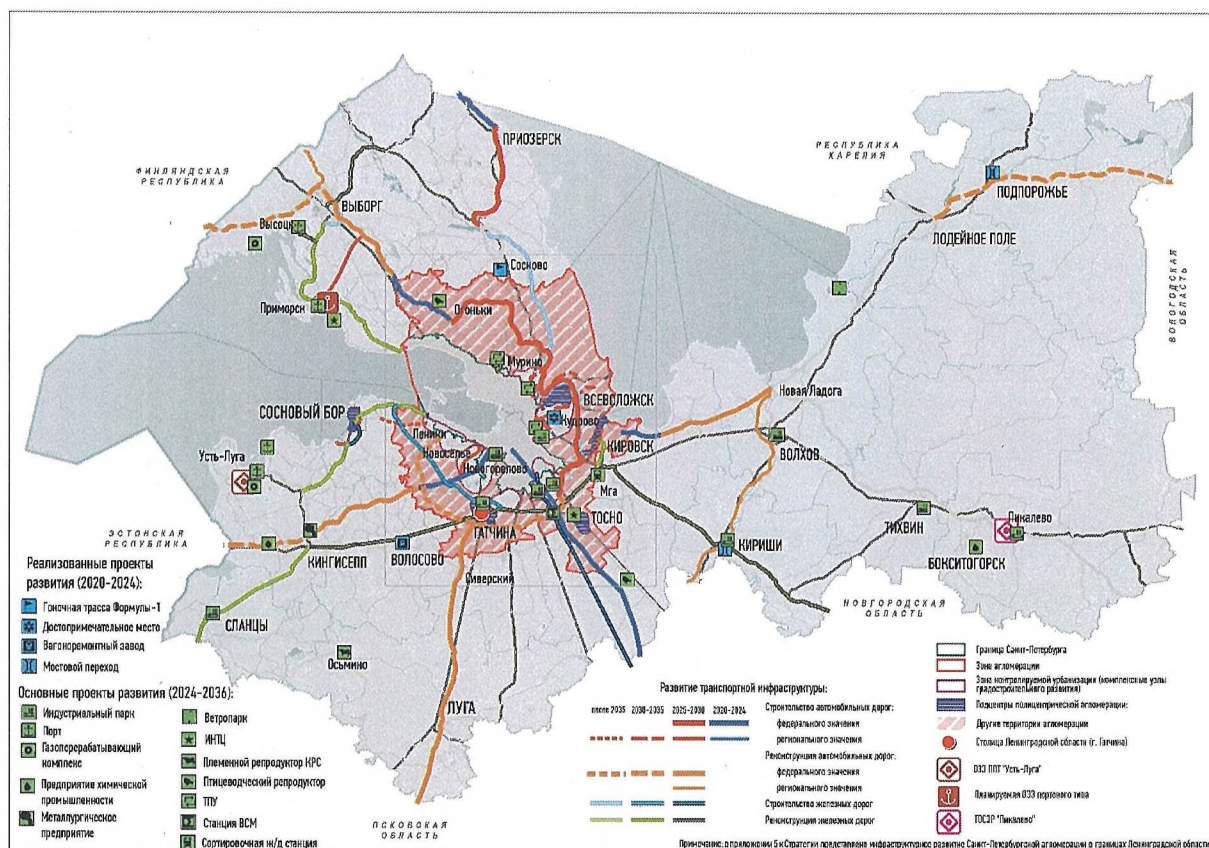 ПРИОЗЕРСК
РЕСПУБЛИКА
КАРЕЛИЯ
ФИНЛЯНДСКАЯ
РЕСПУБЛИКА
ПОДПОРОЖЬЕ
ВЫБОРГ
Высоцк
ЛОДЕЙНОЕ ПОЛЕ
Сосново
ВОЛОГОДСКАЯ
ОБЛАСТЬ
Приморск
Огоньки
Мурино
ВСЕВОЛОЖСК
Новая Ладога
СОСНОВЫЙ БОР
Кудрово
Новоселье
КИРОВСК
ВОЛХОВ
Усть-Луга
Новогорелово
Мга
ТОСНО
ТИХВИН
Пикалево
ЭСТОНСКАЯ
РЕСПУБЛИКА
ГАТЧИНА
КИРИШИ
КИНГИСЕПП
ВОЛОСОВО
БОКСИТОГОРСК
Сиверский
НОВГОРОДСКАЯ
ОБЛАСТЬ
СЛАНЦЫ
Осьмино
ЛУГА
ПСКОВСКАЯ
ОБЛАСТЬ
Реализованные проекты
развития (2020-2024):
Гоночная трасса Формулы-1
Достопримечательное место
Вагоноремонтный завод
Мостовой переход
Основные проекты развития (2024-2036):
Индустриальный парк
Порт
Газоперерабатывающий
комплекс
Предприятие химической
промышленности
Металлургическое
предприятие
Ветропарк
ИНТЦ
Племенной репродуктор КРС
Птицеводческий репродуктор
ТПУ
Станция ВСМ
Сортировочная ж/д станция
Развитие транспортной инфраструктуры:
после 2035 2030-2035 2025-2030 2020-2024
Строительство автомобильных дорог:
федерального значения
регионального значения
Реконструкция автомобильных дорог:
федерального значения
регионального значения
Строительство железных дорог
Реконструкция железных дорог
Граница Санкт-Петербурга
Зона агломерации
Зона контролируемой урбанизации (комплексные узлы
градостроительного развития)
Подцентры полицентрической агломерации:
Другие территории агломерации
Столица Ленинградской области (г. Гатчина)
ОЭЗ ППТ "Усть-Луга"
Планируемая ОЭЗ портового типа
ТОСЭР "Пикалево"
Примечание: в приложении 5 к Стратегии представлено инфраструктурное развитие Санкт-Петербургской агломерации в границах Ленинградской области